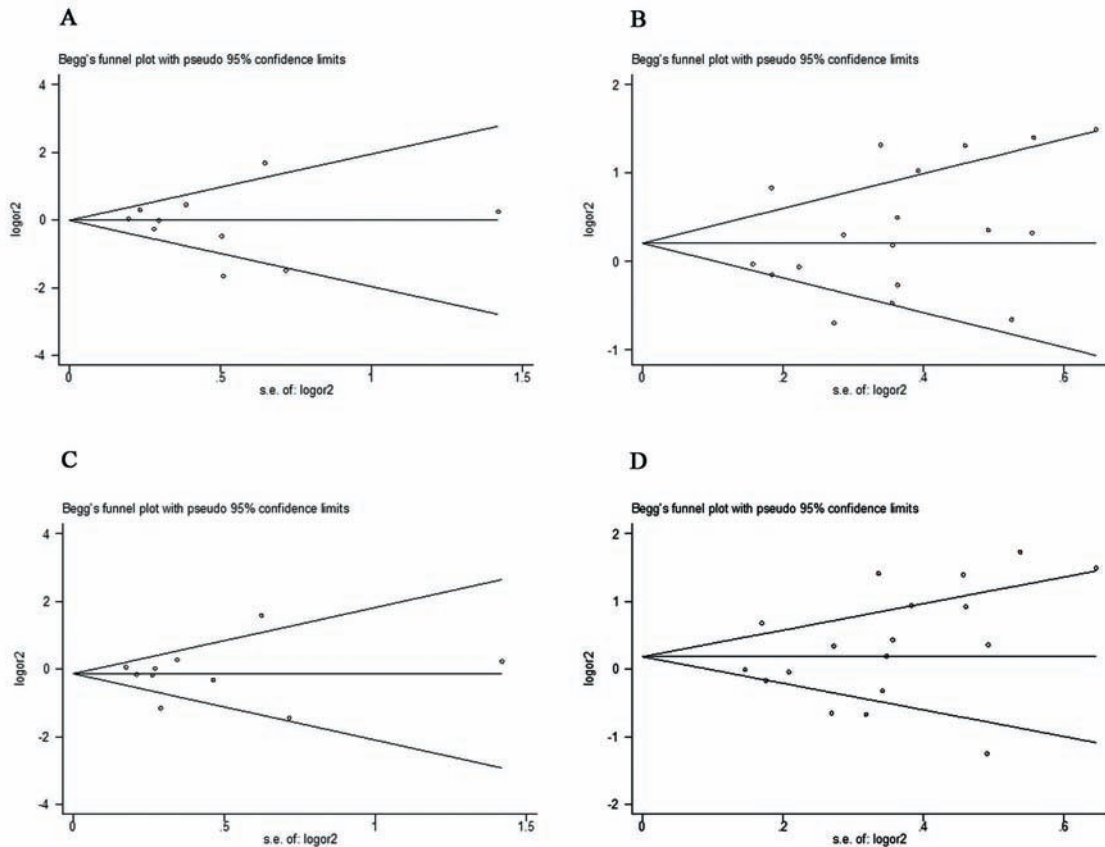 A
B
Begg's funnel plot with pseudo 95% confidence limits
Begg's funnel plot with pseudo 95% confidence limits
4
2
0
-2
-4
logor2
0
.5
1
1.5
s.e. of: logor2
2
1
0
-1
logor2
0
.2
.4
.6
s.e. of: logor2
C
D
Begg's funnel plot with pseudo 95% confidence limits
Begg's funnel plot with pseudo 95% confidence limits
4
2
0
-2
-4
logor2
0
.5
1
1.5
s.e. of: logor2
2
1
0
-1
-2
logor2
0
.2
.4
.6
s.e. of: logor2